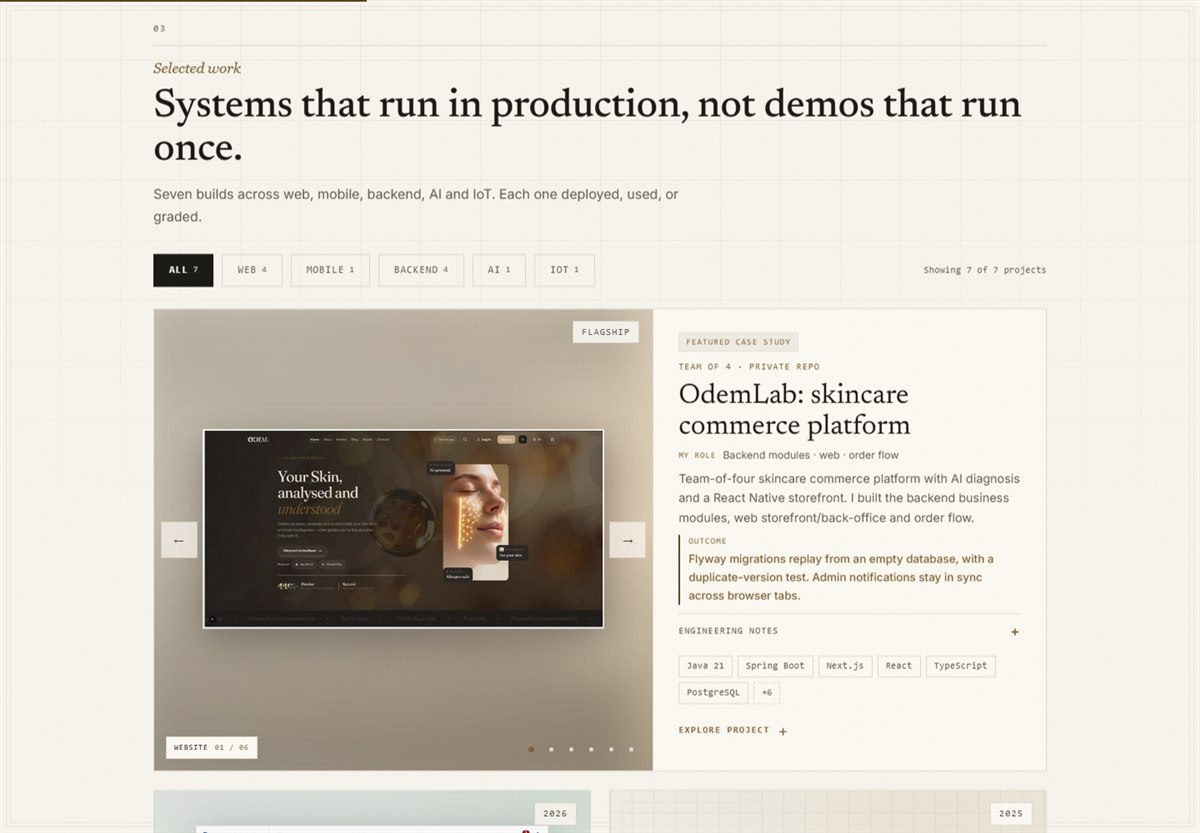 03
Selected work
Systems that run in production, not demos that run
once.
Seven builds across web, mobile, backend, AI and IoT. Each one deployed, used, or
graded.
ALL 7
WEB 4
MOBILE 1
BACKEND 4
AI 1
IOT 1
Showing 7 of 7 projects
FLAGSHIP
Your Skin,
analysed and
understood
←
→
WEBSITE 01 / 06
FEATURED CASE STUDY
TEAM OF 4 · PRIVATE REPO
OdemLab: skincare
commerce platform
MY ROLE Backend modules · web · order flow
Team-of-four skincare commerce platform with AI diagnosis
and a React Native storefront. I built the backend business
modules, web storefront/back-office and order flow.
OUTCOME
Flyway migrations replay from an empty database, with a
duplicate-version test. Admin notifications stay in sync
across browser tabs.
ENGINEERING NOTES +
Java 21
Spring Boot
Next.js
React
TypeScript
PostgreSQL
+6
EXPLORE PROJECT +
2026
2025